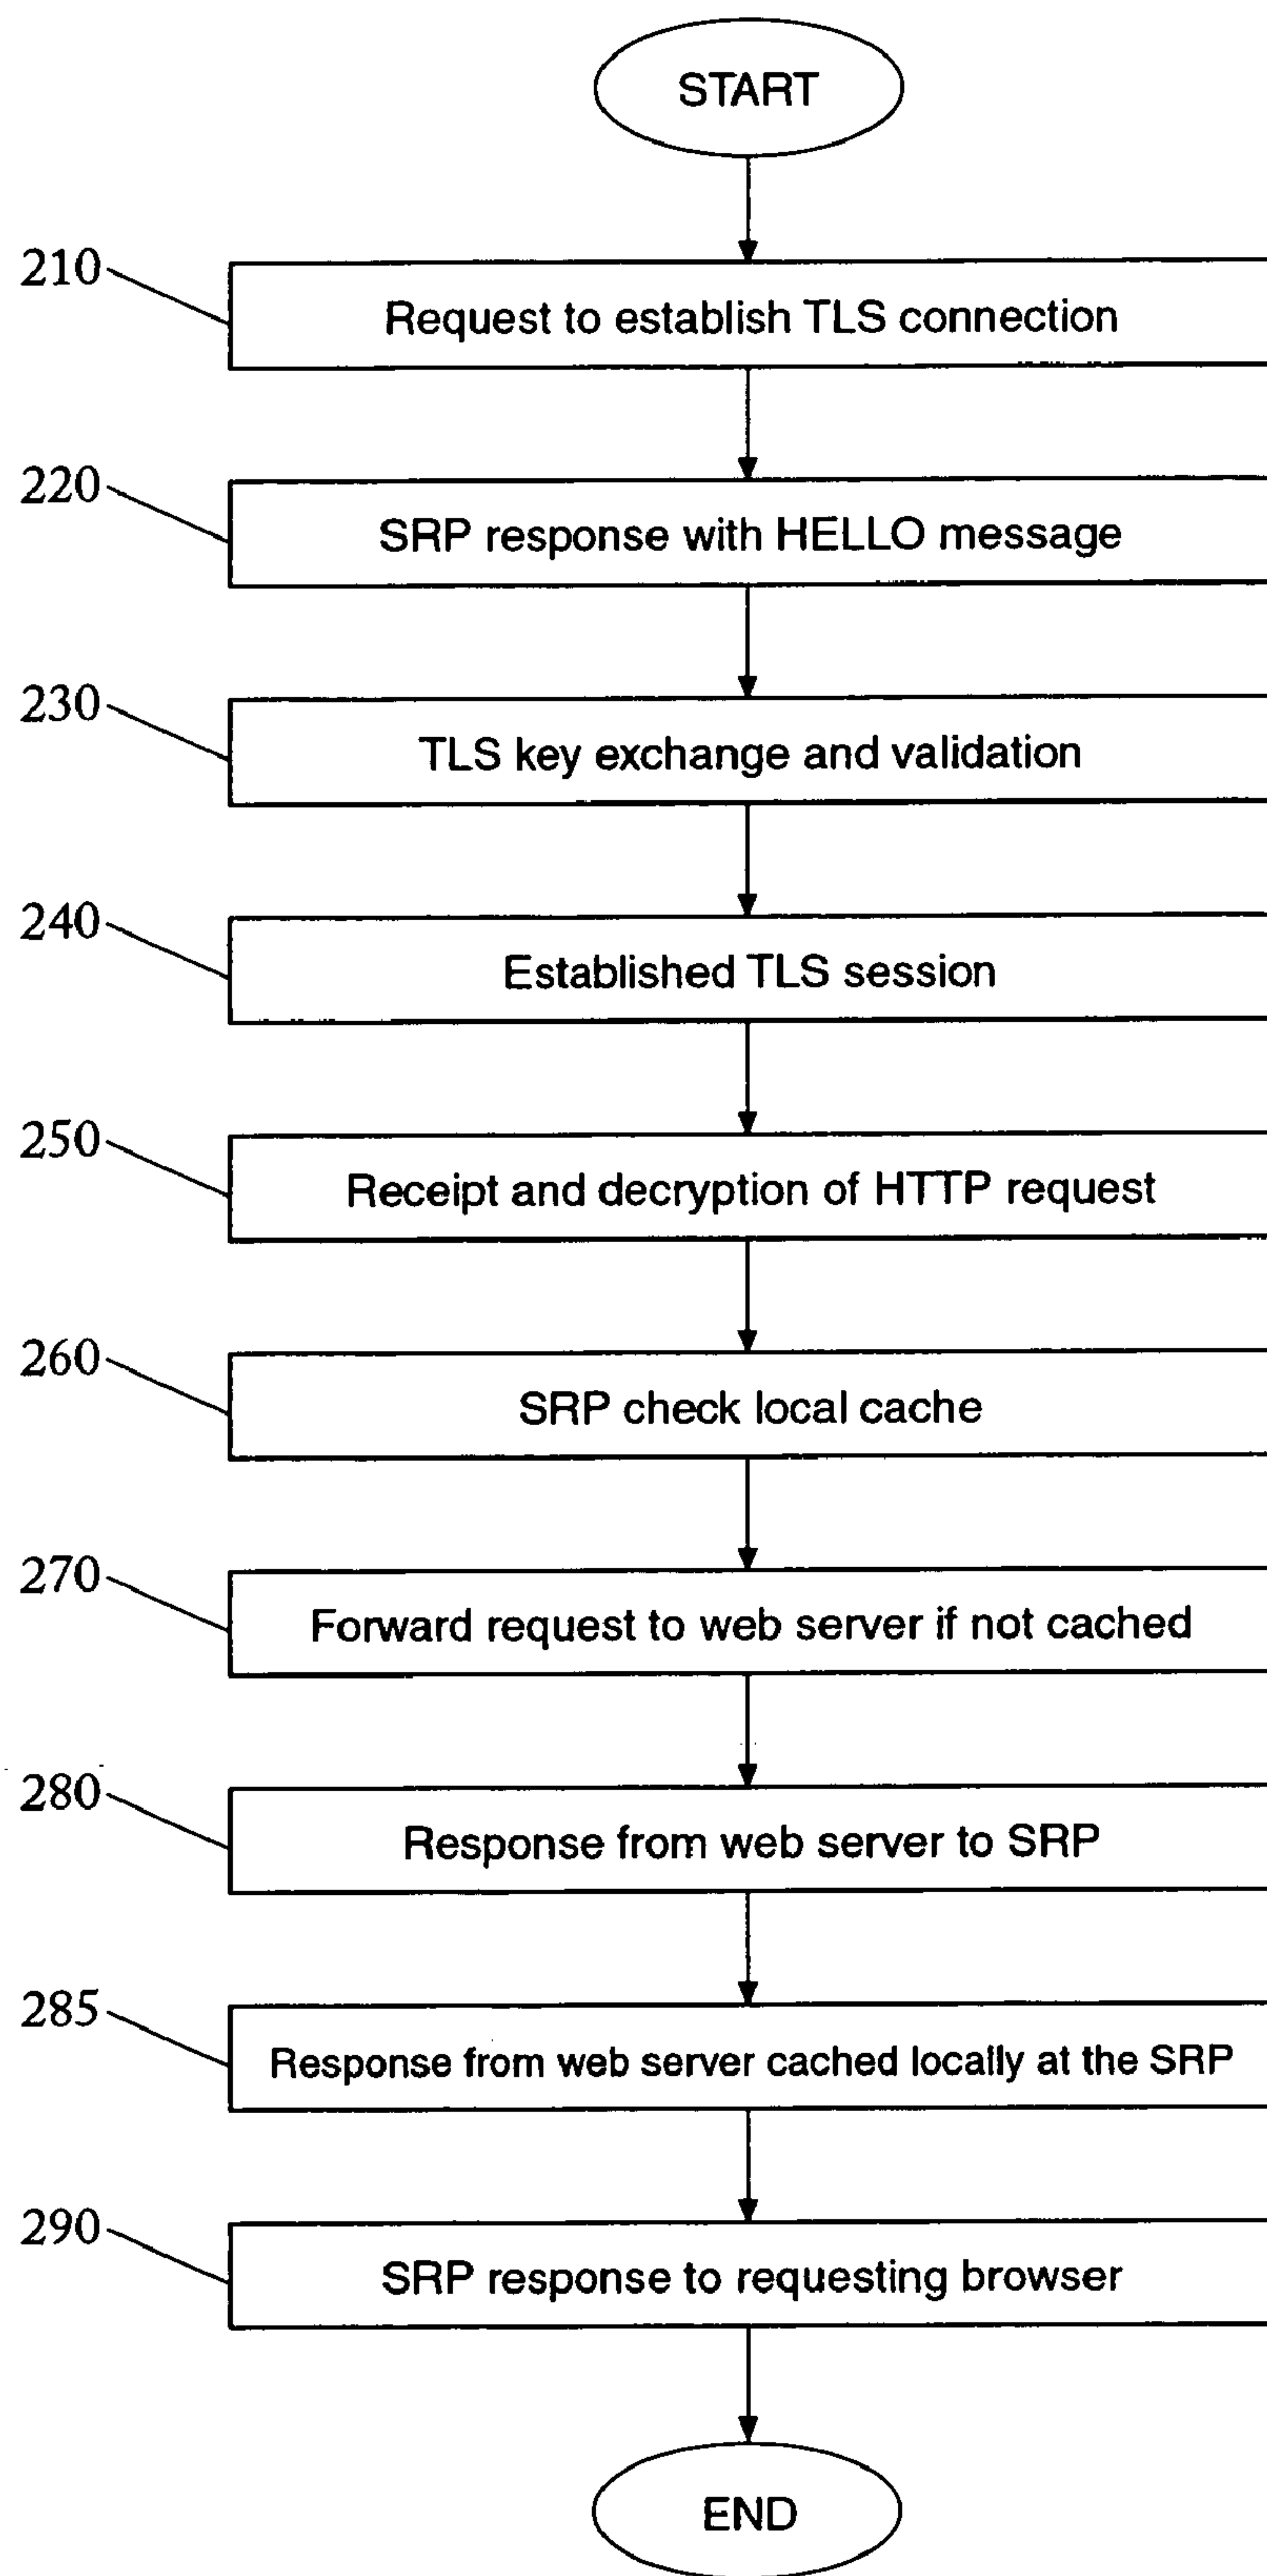 START
210
Request to establish TLS connection
220
SRP response with HELLO message
230
TLS key exchange and validation
240
Established TLS session
250
Receipt and decryption of HTTP request
260
SRP check local cache
270
Forward request to web server if not cached
280
Response from web server to SRP
285
Response from web server cached locally at the SRP
290
SRP response to requesting browser
END